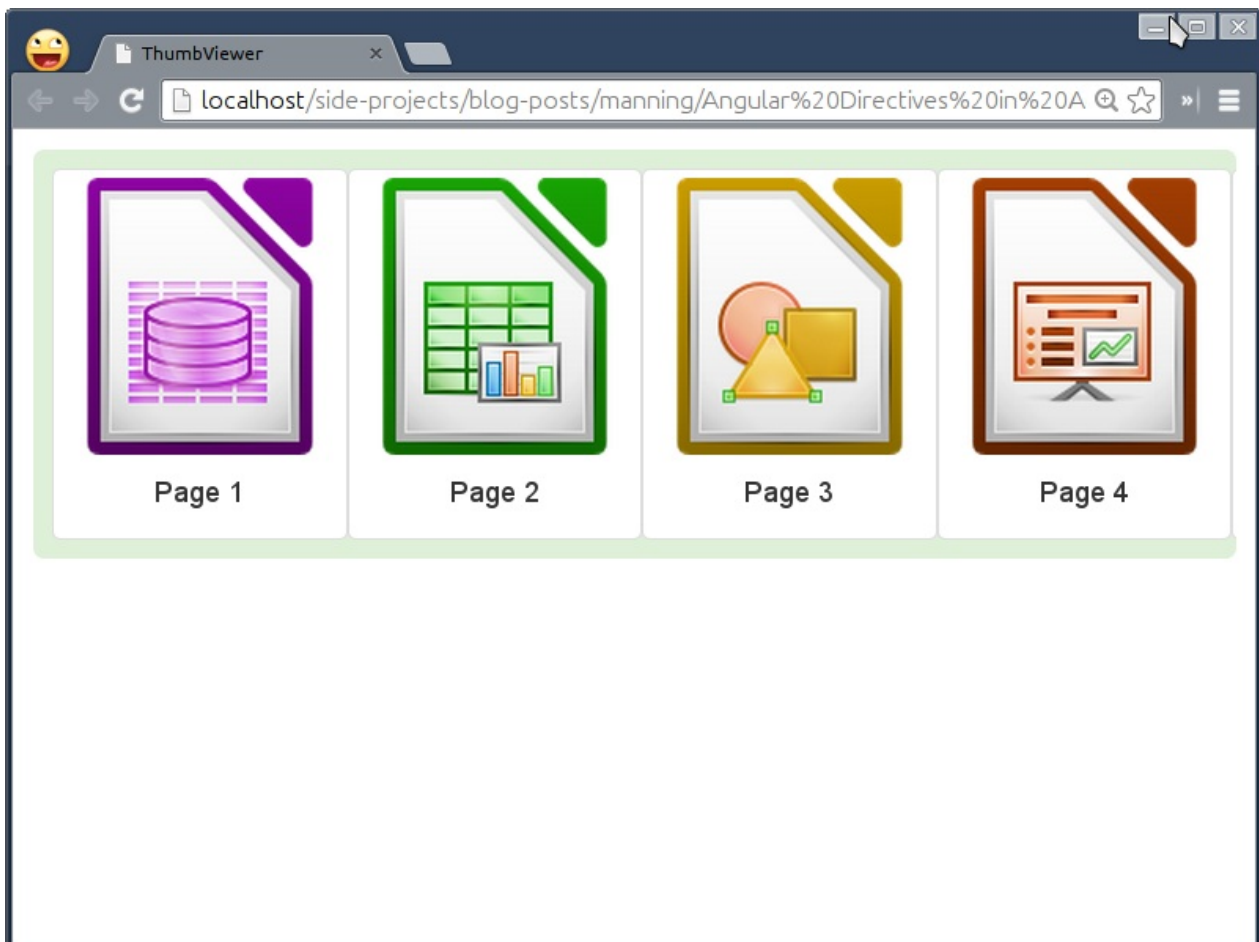 ThumbViewer
localhost/side-projects/blog-posts/manning/Angular%20Directives%20in%20A
Page 1
Page 2
Page 3
Page 4